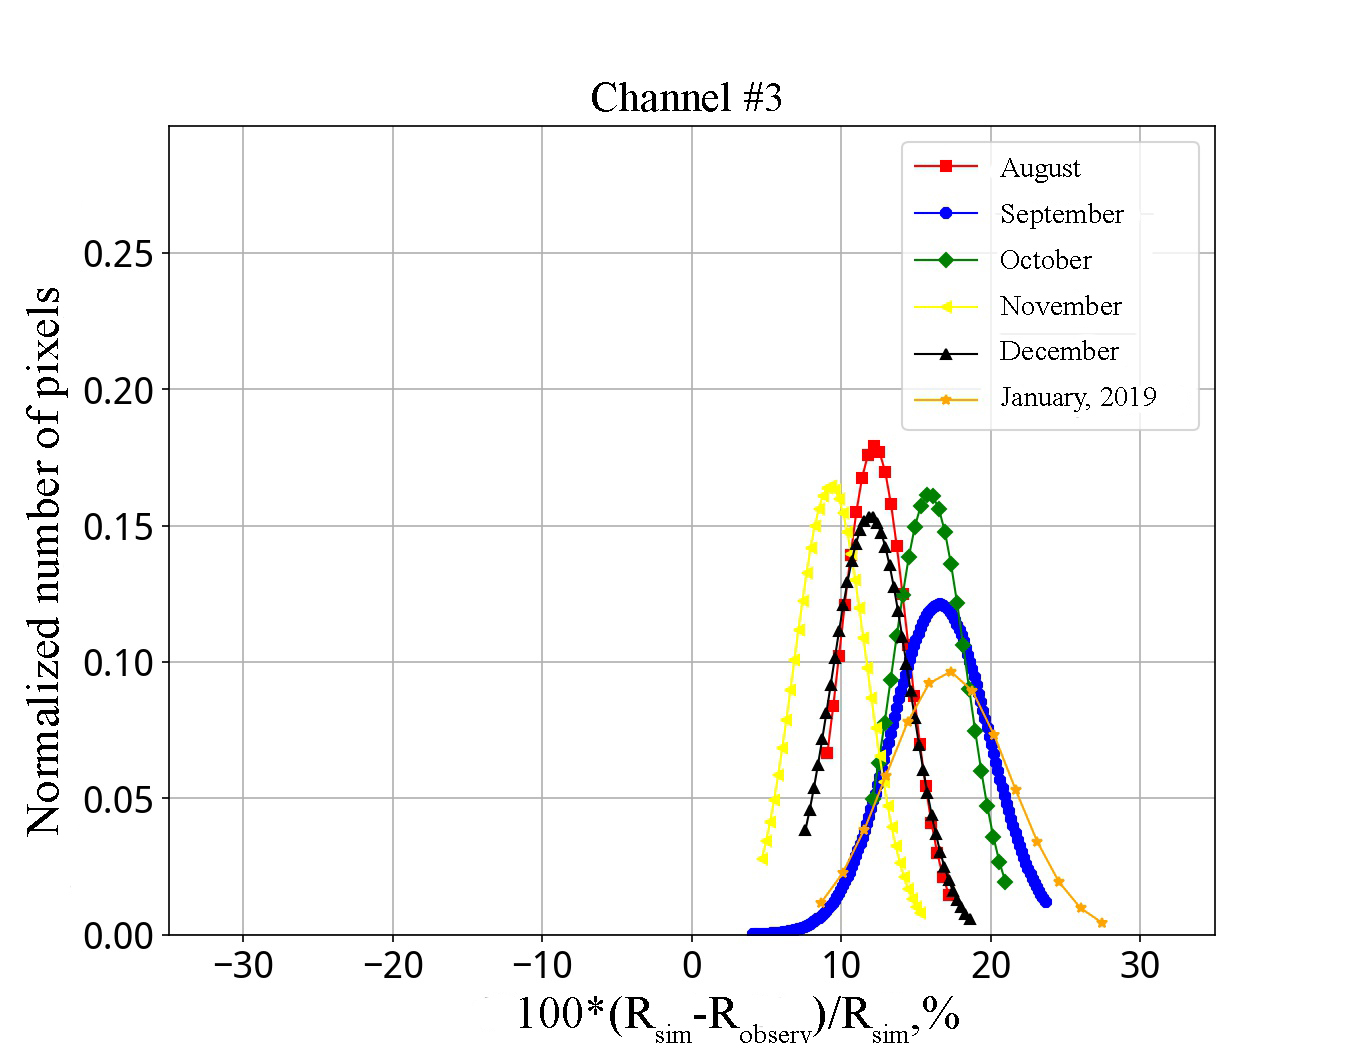 Channel #3
August
September
October
November
December
January, 2019
Normalized number of pixels
0.25
0.20
0.15
0.10
0.05
0.00
−30 −20 −10 0 10 20 30
100*(Rsim-Robserv)/Rsim,%